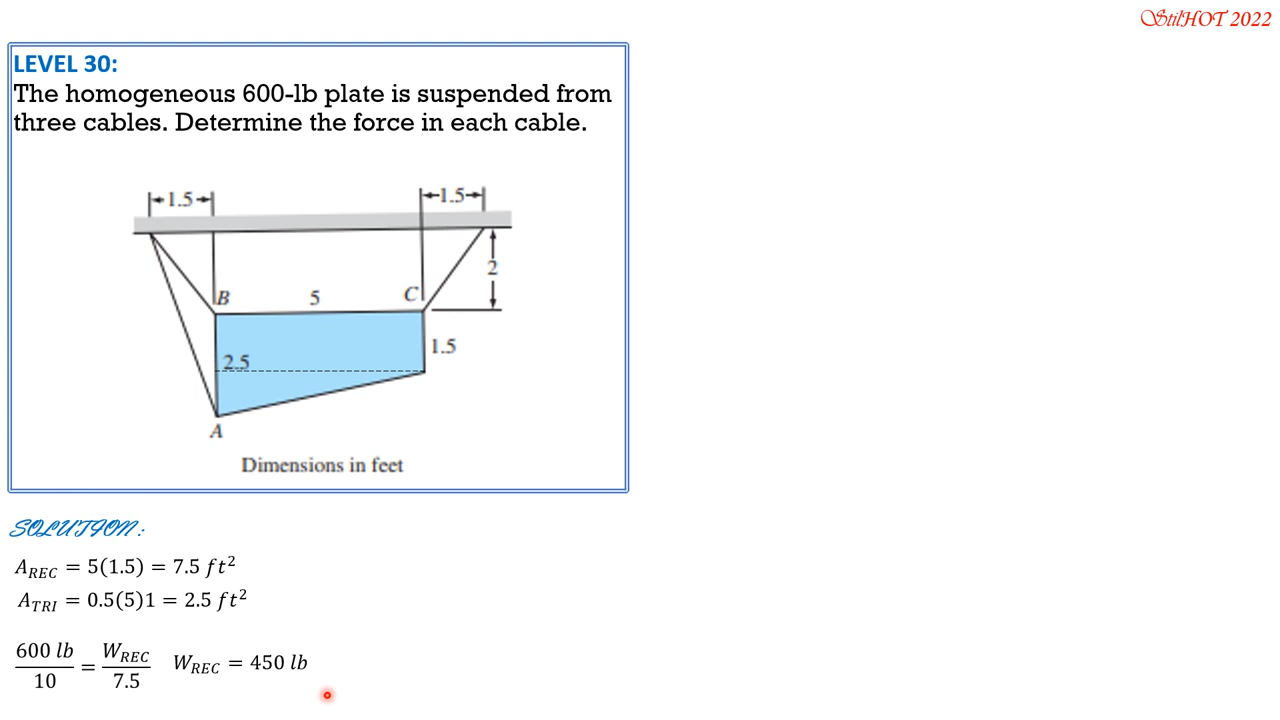 StilHOT 2022
LEVEL 30:
The homogeneous 600-lb plate is suspended from
three cables. Determine the force in each cable.
1.5
1.5
2
B
5
C
2.5
1.5
A
Dimensions in feet
SOLUTION:
A_REC = 5(1.5) = 7.5 ft²
A_TRI = 0.5(5)1 = 2.5 ft²
600 lb / 10 = W_REC / 7.5 W_REC = 450 lb